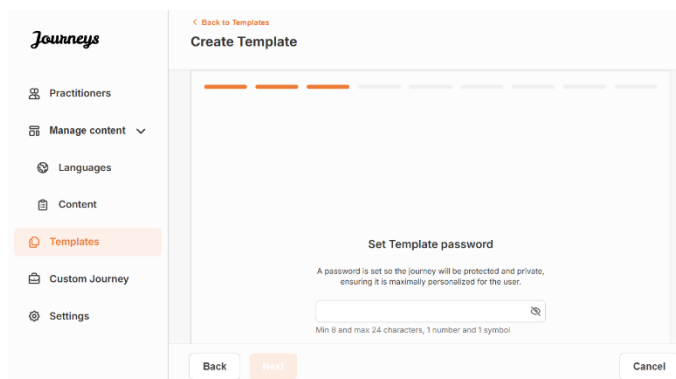 Journeys
Practitioners
Manage content
Languages
Content
Templates
Custom Journey
Settings
Back to Templates
Create Template
Set Template password
A password is set so the journey will be protected and private,
ensuring it is maximally personalized for the user.
Min 8 and max 24 characters, 1 number and 1 symbol
Back
Next
Cancel